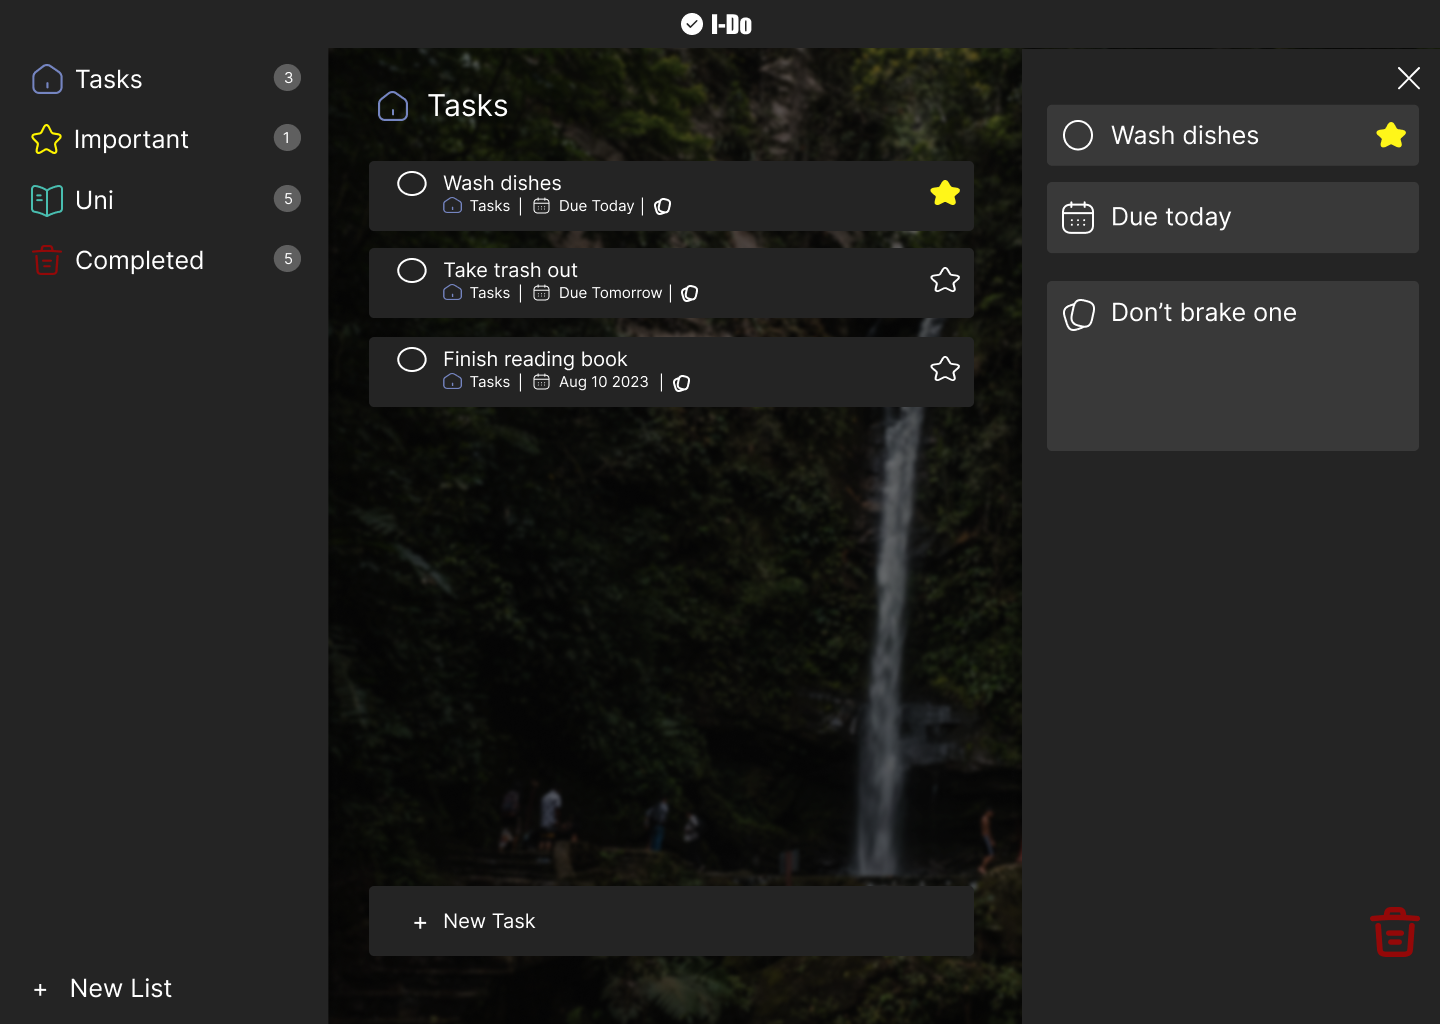 I-Do
Tasks 3
Important 1
Uni 5
Completed 5
+ New List
Tasks
Wash dishes
Tasks | Due Today |
Take trash out
Tasks | Due Tomorrow |
Finish reading book
Tasks | Aug 10 2023 |
+ New Task
Wash dishes
Due today
Don’t brake one